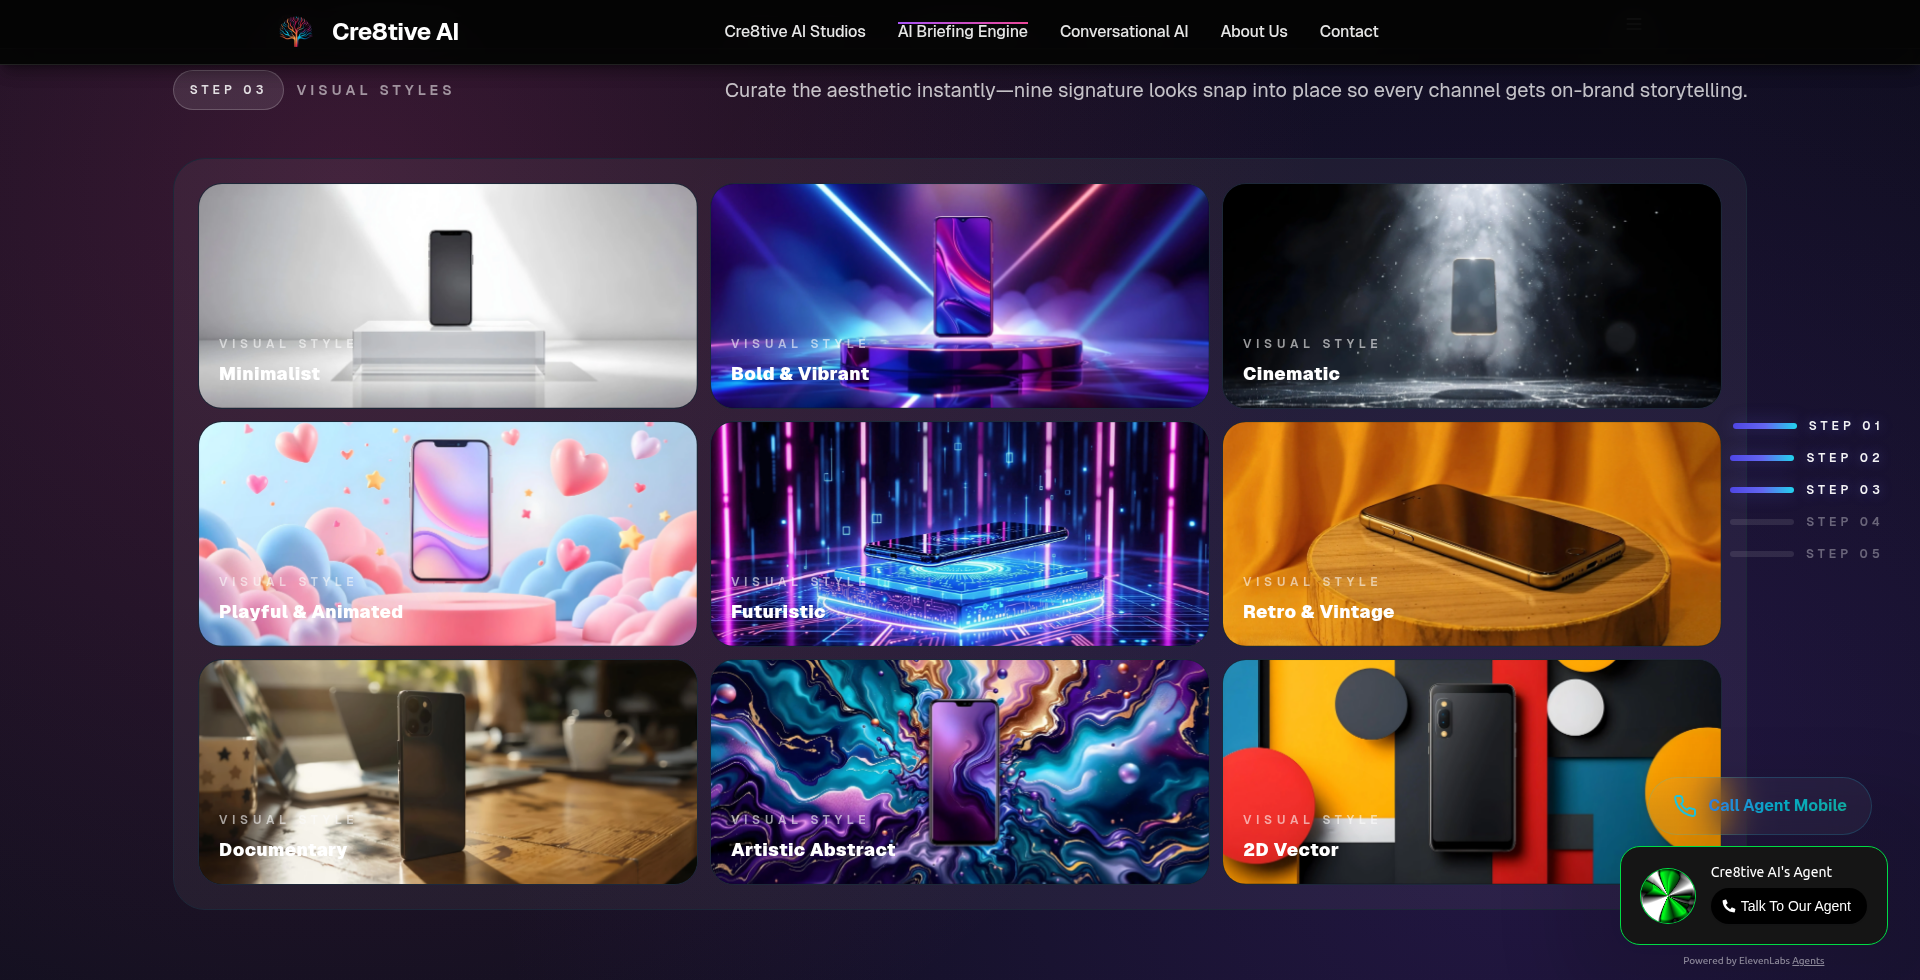 Cre8tive AI
Cre8tive AI Studios
AI Briefing Engine
Conversational AI
About Us
Contact
STEP 03
VISUAL STYLES
Curate the aesthetic instantly—nine signature looks snap into place so every channel gets on-brand storytelling.
VISUAL STYLE
Minimalist
VISUAL STYLE
Bold & Vibrant
VISUAL STYLE
Cinematic
VISUAL STYLE
Playful & Animated
VISUAL STYLE
Futuristic
VISUAL STYLE
Retro & Vintage
VISUAL STYLE
Documentary
VISUAL STYLE
Artistic Abstract
VISUAL STYLE
2D Vector
STEP 01
STEP 02
STEP 03
STEP 04
STEP 05
Call Agent Mobile
Cre8tive AI's Agent
Talk To Our Agent
Powered by ElevenLabs Agents